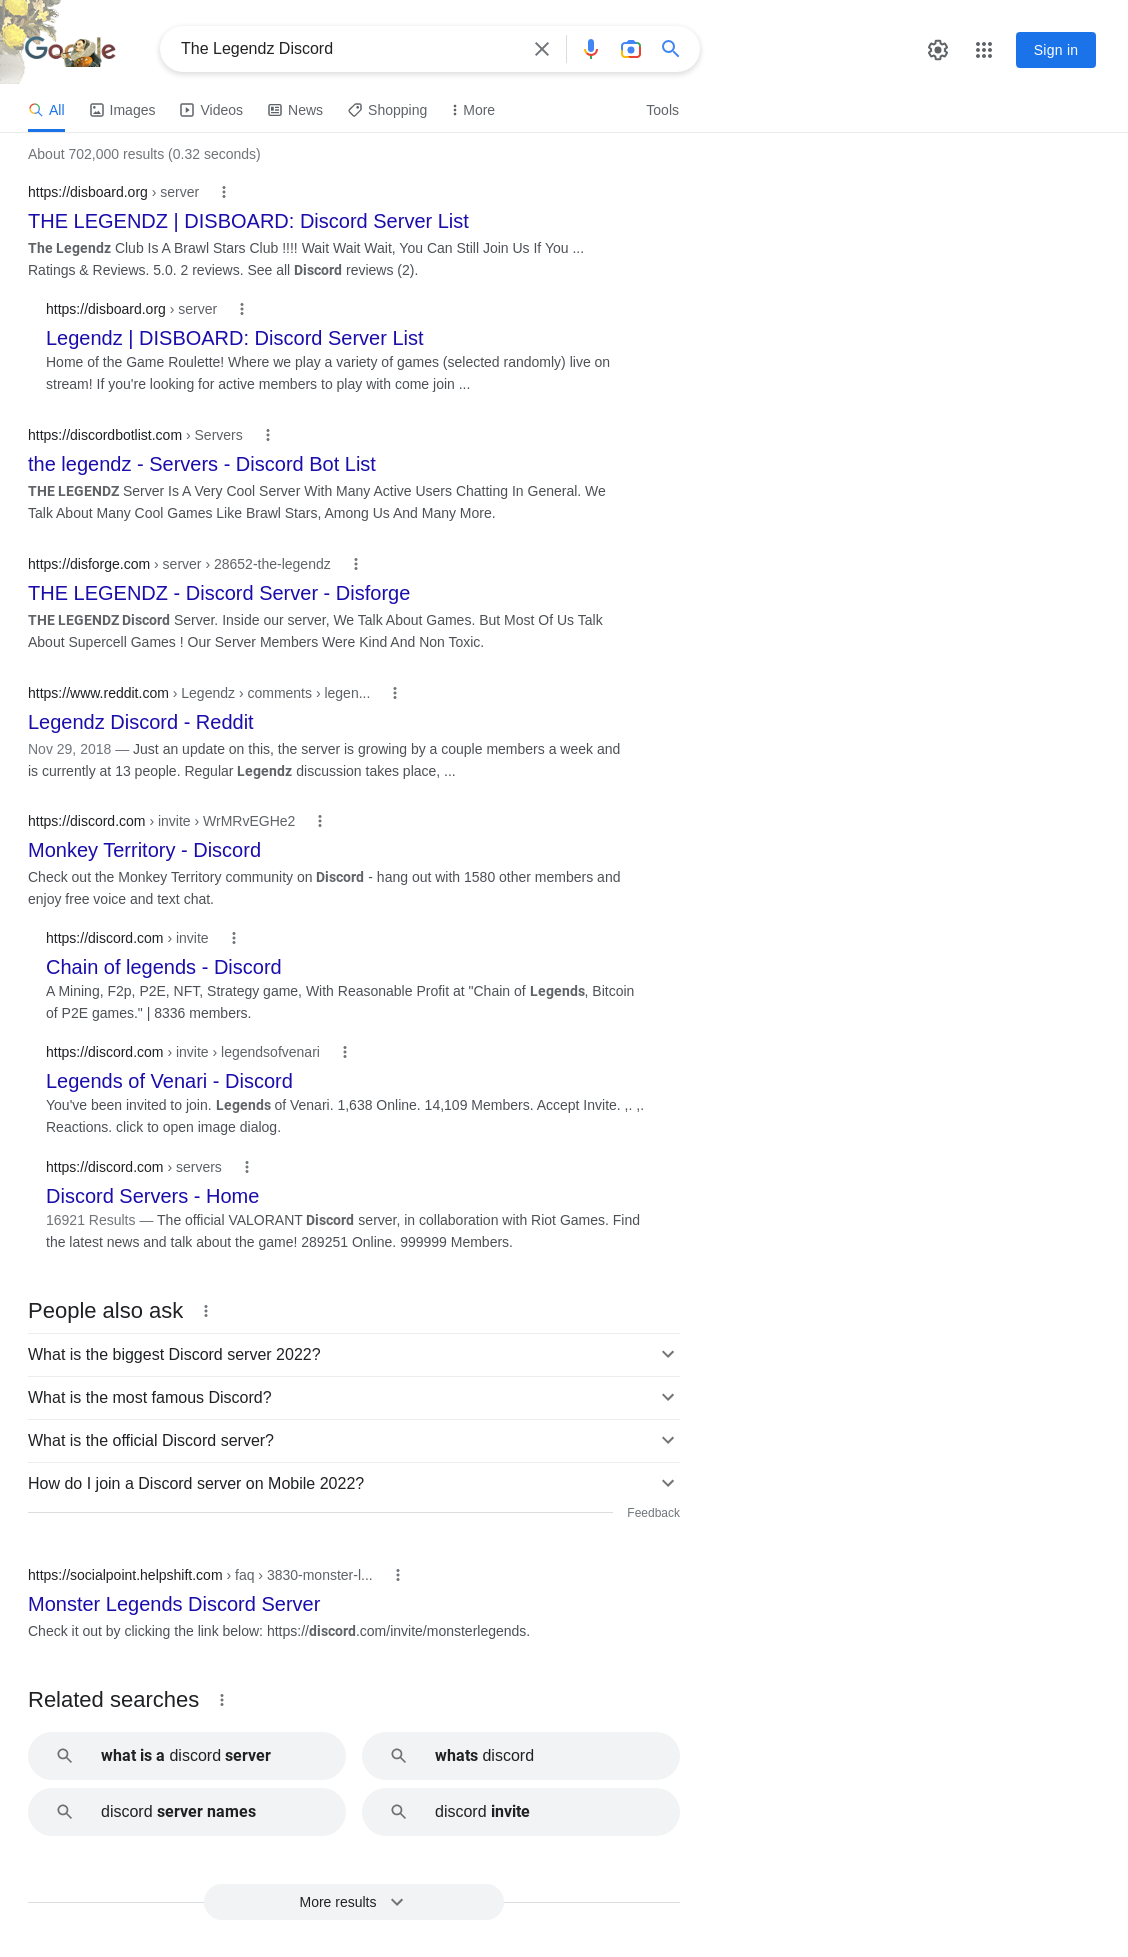 Google
The Legendz Discord
Sign in
All
Images
Videos
News
Shopping
More
Tools
About 702,000 results (0.32 seconds)
https://disboard.org › server
THE LEGENDZ | DISBOARD: Discord Server List
The Legendz Club Is A Brawl Stars Club !!!! Wait Wait Wait, You Can Still Join Us If You ...
Ratings & Reviews. 5.0. 2 reviews. See all Discord reviews (2).
https://disboard.org › server
Legendz | DISBOARD: Discord Server List
Home of the Game Roulette! Where we play a variety of games (selected randomly) live on
stream! If you're looking for active members to play with come join ...
https://discordbotlist.com › Servers
the legendz - Servers - Discord Bot List
THE LEGENDZ Server Is A Very Cool Server With Many Active Users Chatting In General. We
Talk About Many Cool Games Like Brawl Stars, Among Us And Many More.
https://disforge.com › server › 28652-the-legendz
THE LEGENDZ - Discord Server - Disforge
THE LEGENDZ Discord Server. Inside our server, We Talk About Games. But Most Of Us Talk
About Supercell Games ! Our Server Members Were Kind And Non Toxic.
https://www.reddit.com › Legendz › comments › legen...
Legendz Discord - Reddit
Nov 29, 2018 — Just an update on this, the server is growing by a couple members a week and
is currently at 13 people. Regular Legendz discussion takes place, ...
https://discord.com › invite › WrMRvEGHe2
Monkey Territory - Discord
Check out the Monkey Territory community on Discord - hang out with 1580 other members and
enjoy free voice and text chat.
https://discord.com › invite
Chain of legends - Discord
A Mining, F2p, P2E, NFT, Strategy game, With Reasonable Profit at "Chain of Legends, Bitcoin
of P2E games." | 8336 members.
https://discord.com › invite › legendsofvenari
Legends of Venari - Discord
You've been invited to join. Legends of Venari. 1,638 Online. 14,109 Members. Accept Invite. ,. ,.
Reactions. click to open image dialog.
https://discord.com › servers
Discord Servers - Home
16921 Results — The official VALORANT Discord server, in collaboration with Riot Games. Find
the latest news and talk about the game! 289251 Online. 999999 Members.
People also ask
What is the biggest Discord server 2022?
What is the most famous Discord?
What is the official Discord server?
How do I join a Discord server on Mobile 2022?
Feedback
https://socialpoint.helpshift.com › faq › 3830-monster-l...
Monster Legends Discord Server
Check it out by clicking the link below: https://discord.com/invite/monsterlegends.
Related searches
what is a discord server
whats discord
discord server names
discord invite
More results